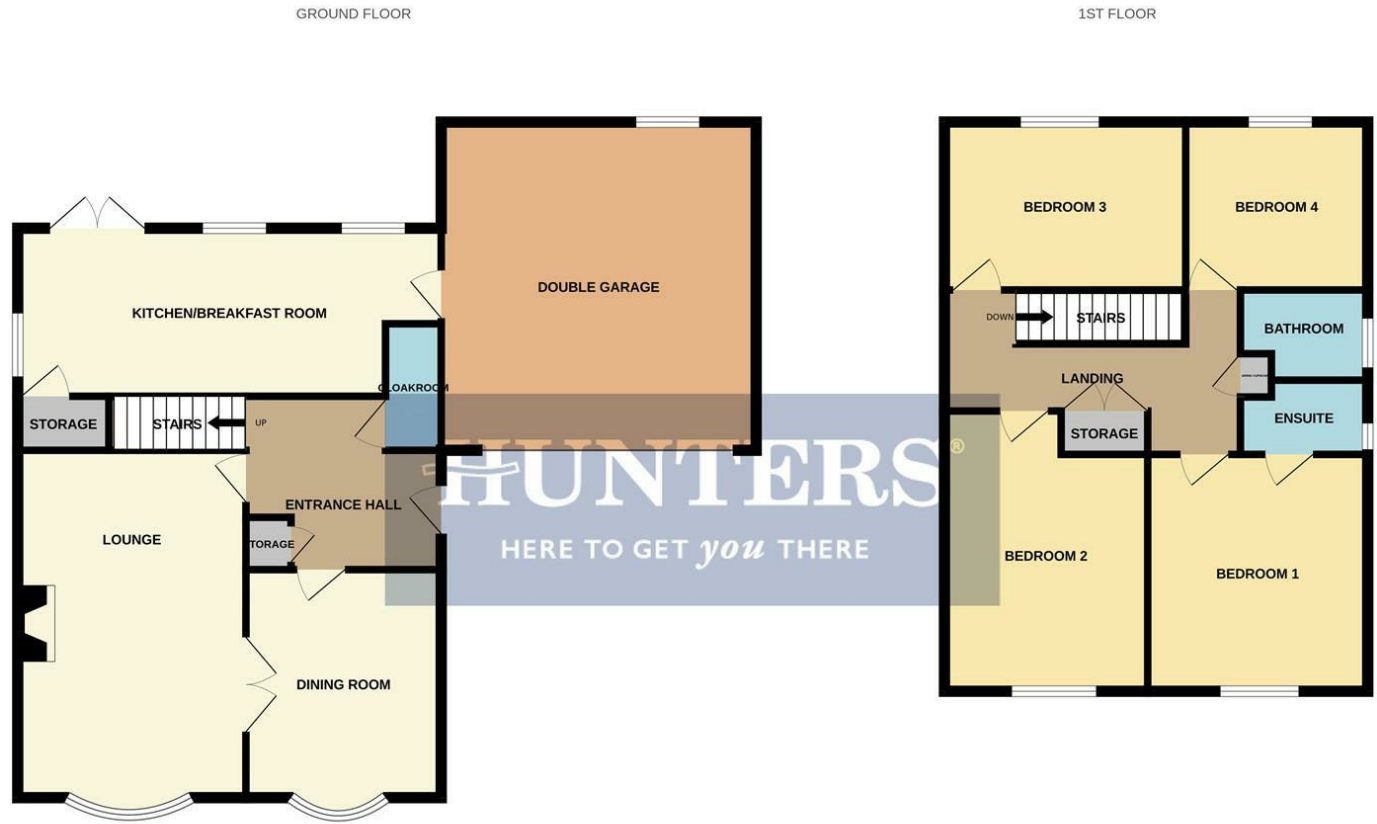 GROUND FLOOR
1ST FLOOR
DOUBLE GARAGE
KITCHEN/BREAKFAST ROOM
CLOAKROOM
STORAGE
STAIRS
UP
ENTRANCE HALL
LOUNGE
TORAGE
DINING ROOM
BEDROOM 3
BEDROOM 4
DOWN
STAIRS
BATHROOM
LANDING
ENSUITE
STORAGE
BEDROOM 2
BEDROOM 1
HUNTERS®
HERE TO GET you THERE